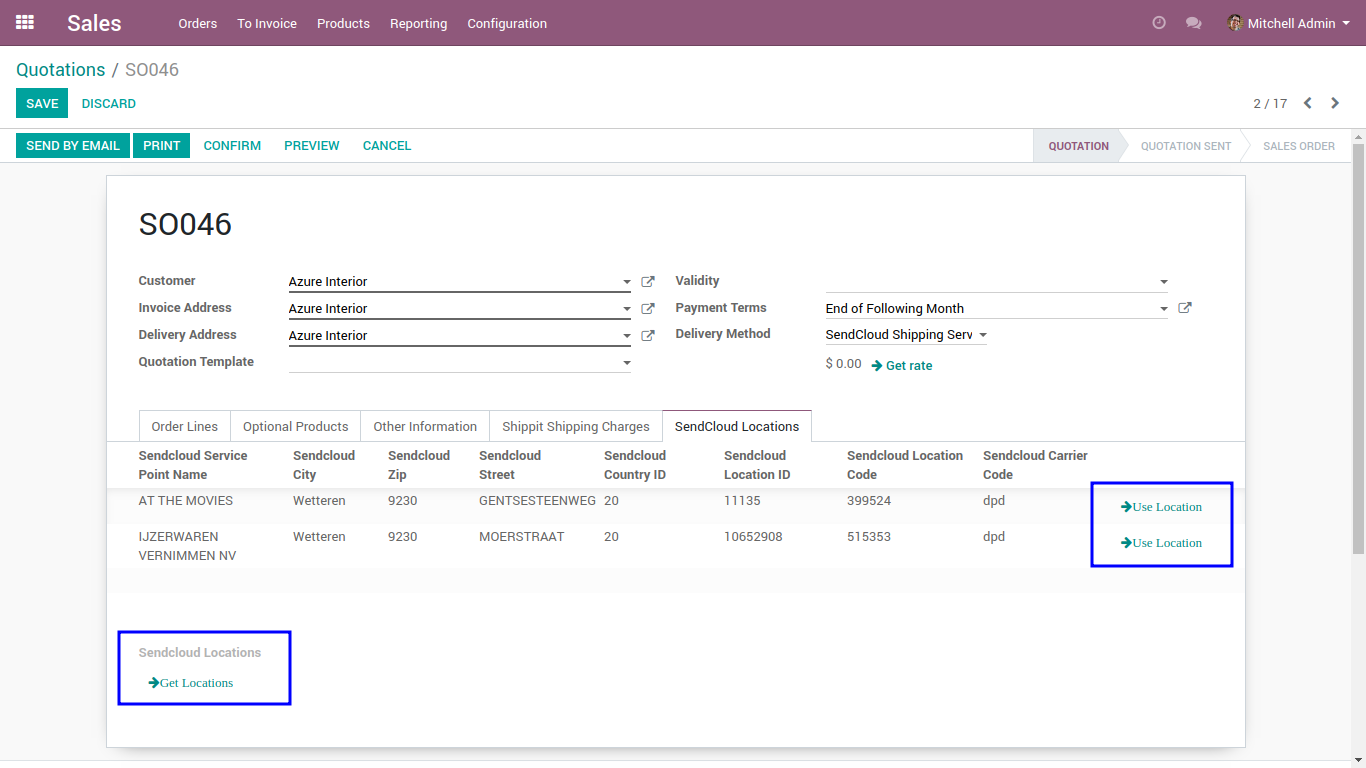 Sales Orders To Invoice Products Reporting Configuration Mitchell Admin
Quotations / SO046
SAVE DISCARD 2 / 17
SEND BY EMAIL PRINT CONFIRM PREVIEW CANCEL QUOTATION QUOTATION SENT SALES ORDER
SO046
Customer Azure Interior Validity
Invoice Address Azure Interior Payment Terms End of Following Month
Delivery Address Azure Interior Delivery Method SendCloud Shipping Serv
Quotation Template $ 0.00 Get rate
Order Lines Optional Products Other Information Shippit Shipping Charges SendCloud Locations
Sendcloud Service Sendcloud Sendcloud Sendcloud Sendcloud Sendcloud Sendcloud Location Sendcloud Carrier
Point Name City Zip Street Country ID Location ID Code Code
AT THE MOVIES Wetteren 9230 GENTSESTEENWEG 20 11135 399524 dpd Use Location
IJZERWAREN Wetteren 9230 MOERSTRAAT 20 10652908 515353 dpd Use Location
VERNIMMEN NV
Sendcloud Locations
Get Locations